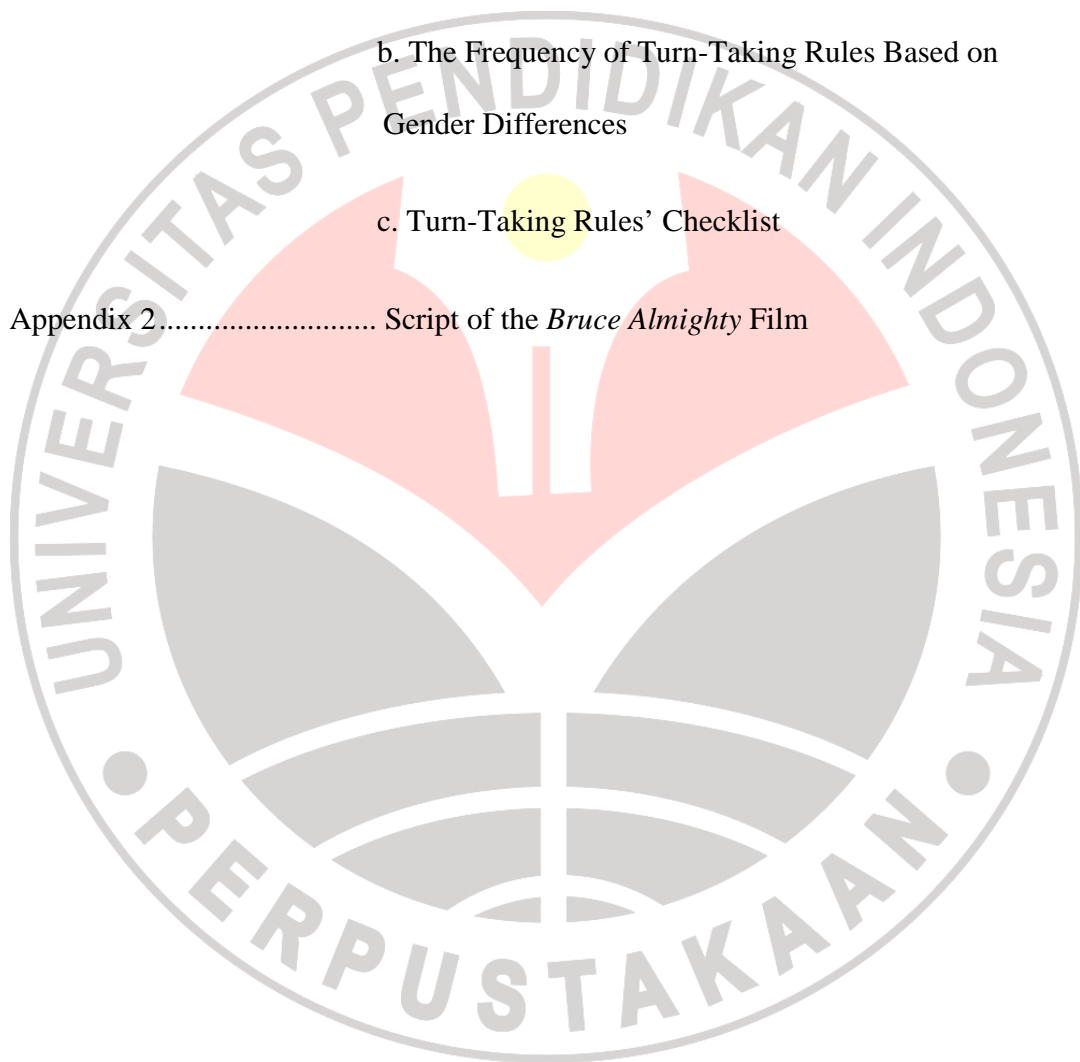 b. The Frequency of Turn-Taking Rules Based on
Gender Differences
c. Turn-Taking Rules’ Checklist
Appendix 2............................ Script of the Bruce Almighty Film
UNIVERSITAS PENDIDIKAN INDONESIA
PERPUSTAKAAN